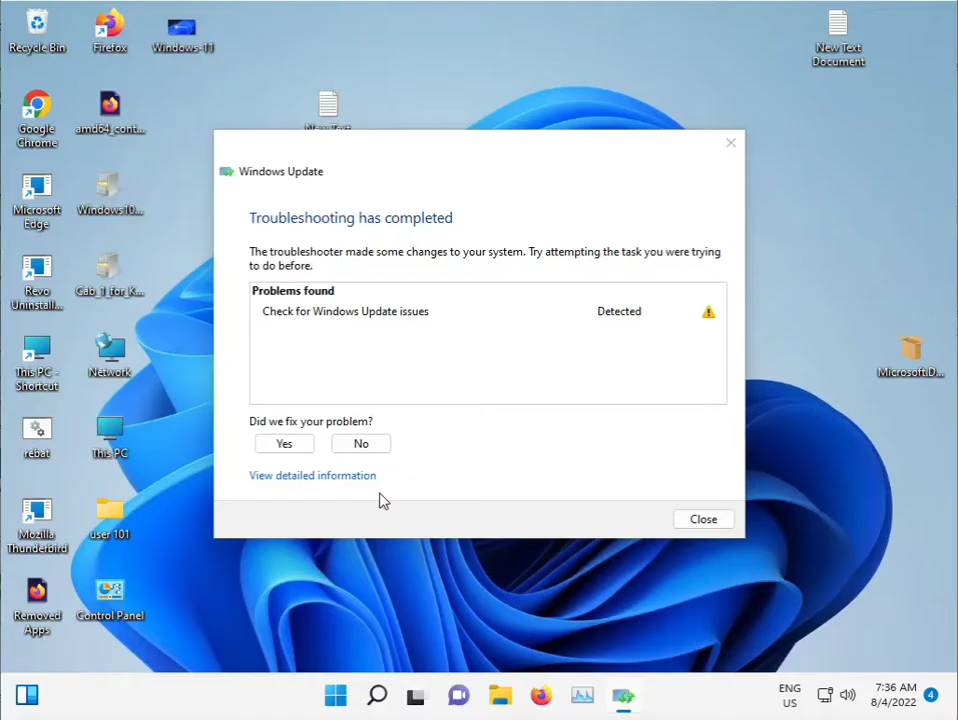 Recycle Bin
Firefox
Windows-11
New Text
Document
Google
Chrome
amd64_cont...
New Text
Microsoft
Edge
Windows10...
Revo
Uninstall...
Cab_1_for_K...
This PC -
Shortcut
Network
rebat
This PC
Mozilla
Thunderbird
user 101
Removed
Apps
Control Panel
MicrosoftD...
Windows Update
Troubleshooting has completed
The troubleshooter made some changes to your system. Try attempting the task you were trying
to do before.
Problems found
Check for Windows Update issues Detected
Did we fix your problem?
Yes No
View detailed information
Close
ENG
US
7:36 AM
8/4/2022
4